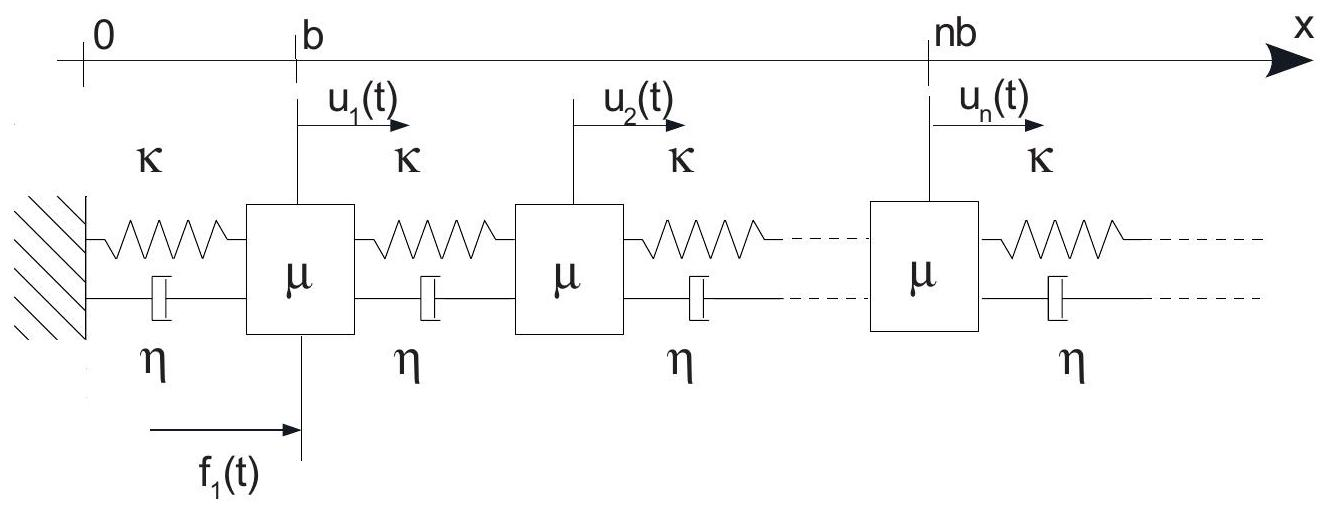 0 b nb x
u1(t) u2(t) un(t)
κ κ κ κ
μ μ μ
η η η η
f1(t)